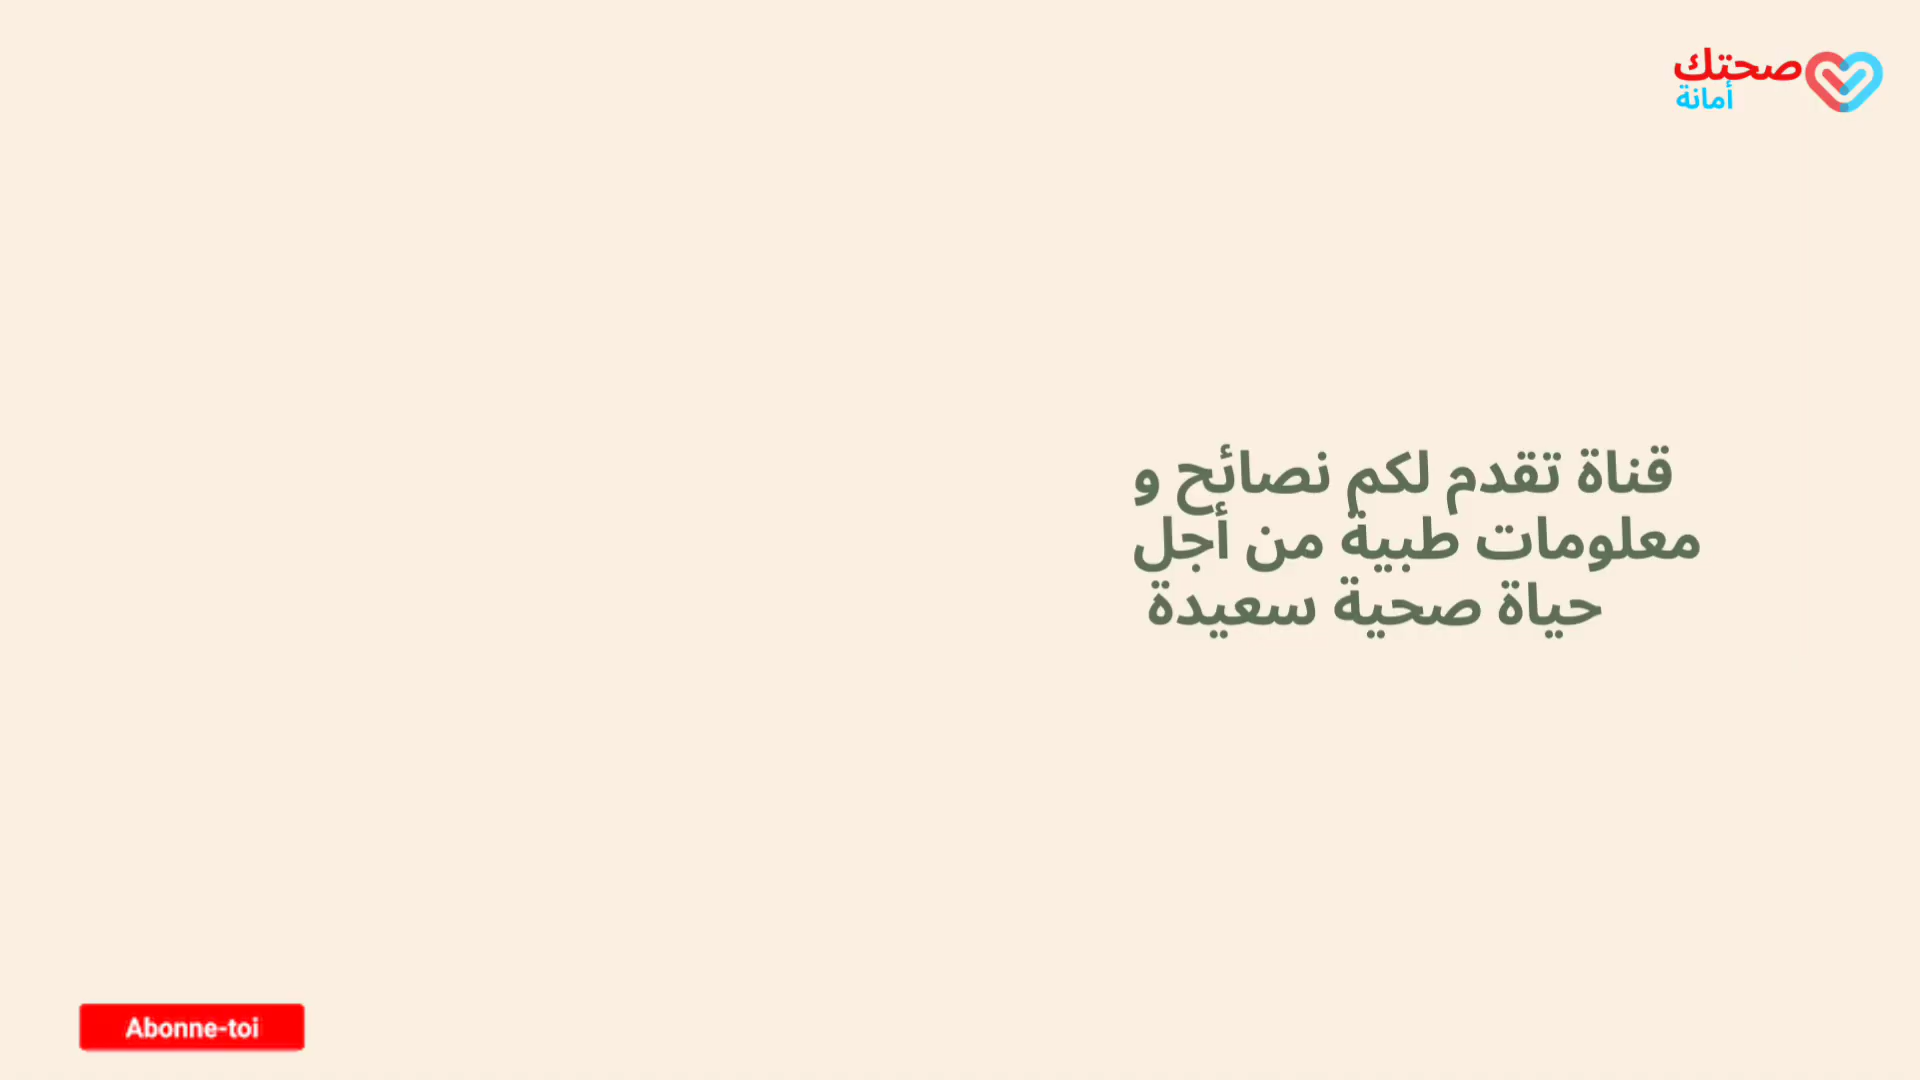 صحتك
أمانة
قناة تقدم لكم نصائح و
معلومات طبية من أجل
حياة صحية سعيدة
Abonne-toi